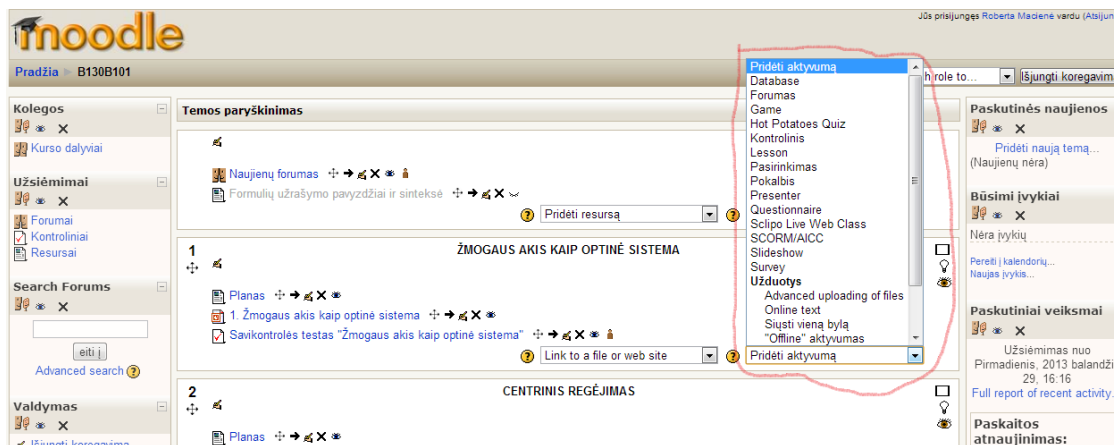 moodle
Jūs prisijungęs Roberta Macienė vardu (Atsijun
Pradžia ► B130B101
h role to...
Išjungti koregavim
Kolegos
Kurso dalyviai
Užsiėmimai
Forumai
Kontroliniai
Resursai
Search Forums
eiti į
Advanced search
Valdymas
Išjungti koregavimą
Temos paryškinimas
Naujienų forumas
Formulių užrašymo pavyzdžiai ir sinteksė
Pridėti resursą
1
ŽMOGAUS AKIS KAIP OPTINĖ SISTEMA
Planas
1. Žmogaus akis kaip optinė sistema
Savikontrolės testas "Žmogaus akis kaip optinė sistema"
Link to a file or web site
2
CENTRINIS REGĖJIMAS
Planas
Pridėti aktyvumą
Database
Forumas
Game
Hot Potatoes Quiz
Kontrolinis
Lesson
Pasirinkimas
Pokalbis
Presenter
Questionnaire
Sclipo Live Web Class
SCORM/AICC
Slideshow
Survey
Užduotys
Advanced uploading of files
Online text
Siųsti vieną bylą
"Offline" aktyvumas
Pridėti aktyvumą
Paskutinės naujienos
Pridėti naują temą...
(Naujienų nėra)
Būsimi įvykiai
Nėra įvykių
Pereiti į kalendorių...
Naujas įvykis...
Paskutiniai veiksmai
Užsiėmimas nuo
Pirmadienis, 2013 balandži
29, 16:16
Full report of recent activity.
Paskaitos
atnaujinimas: